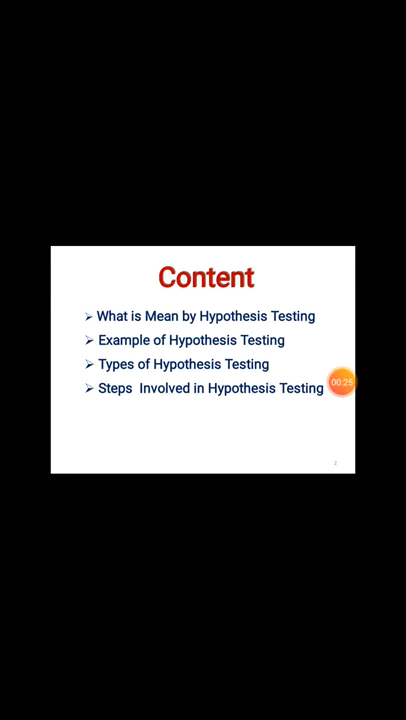 Content
➢ What is Mean by Hypothesis Testing
➢ Example of Hypothesis Testing
➢ Types of Hypothesis Testing
➢ Steps Involved in Hypothesis Testing
00:25
2